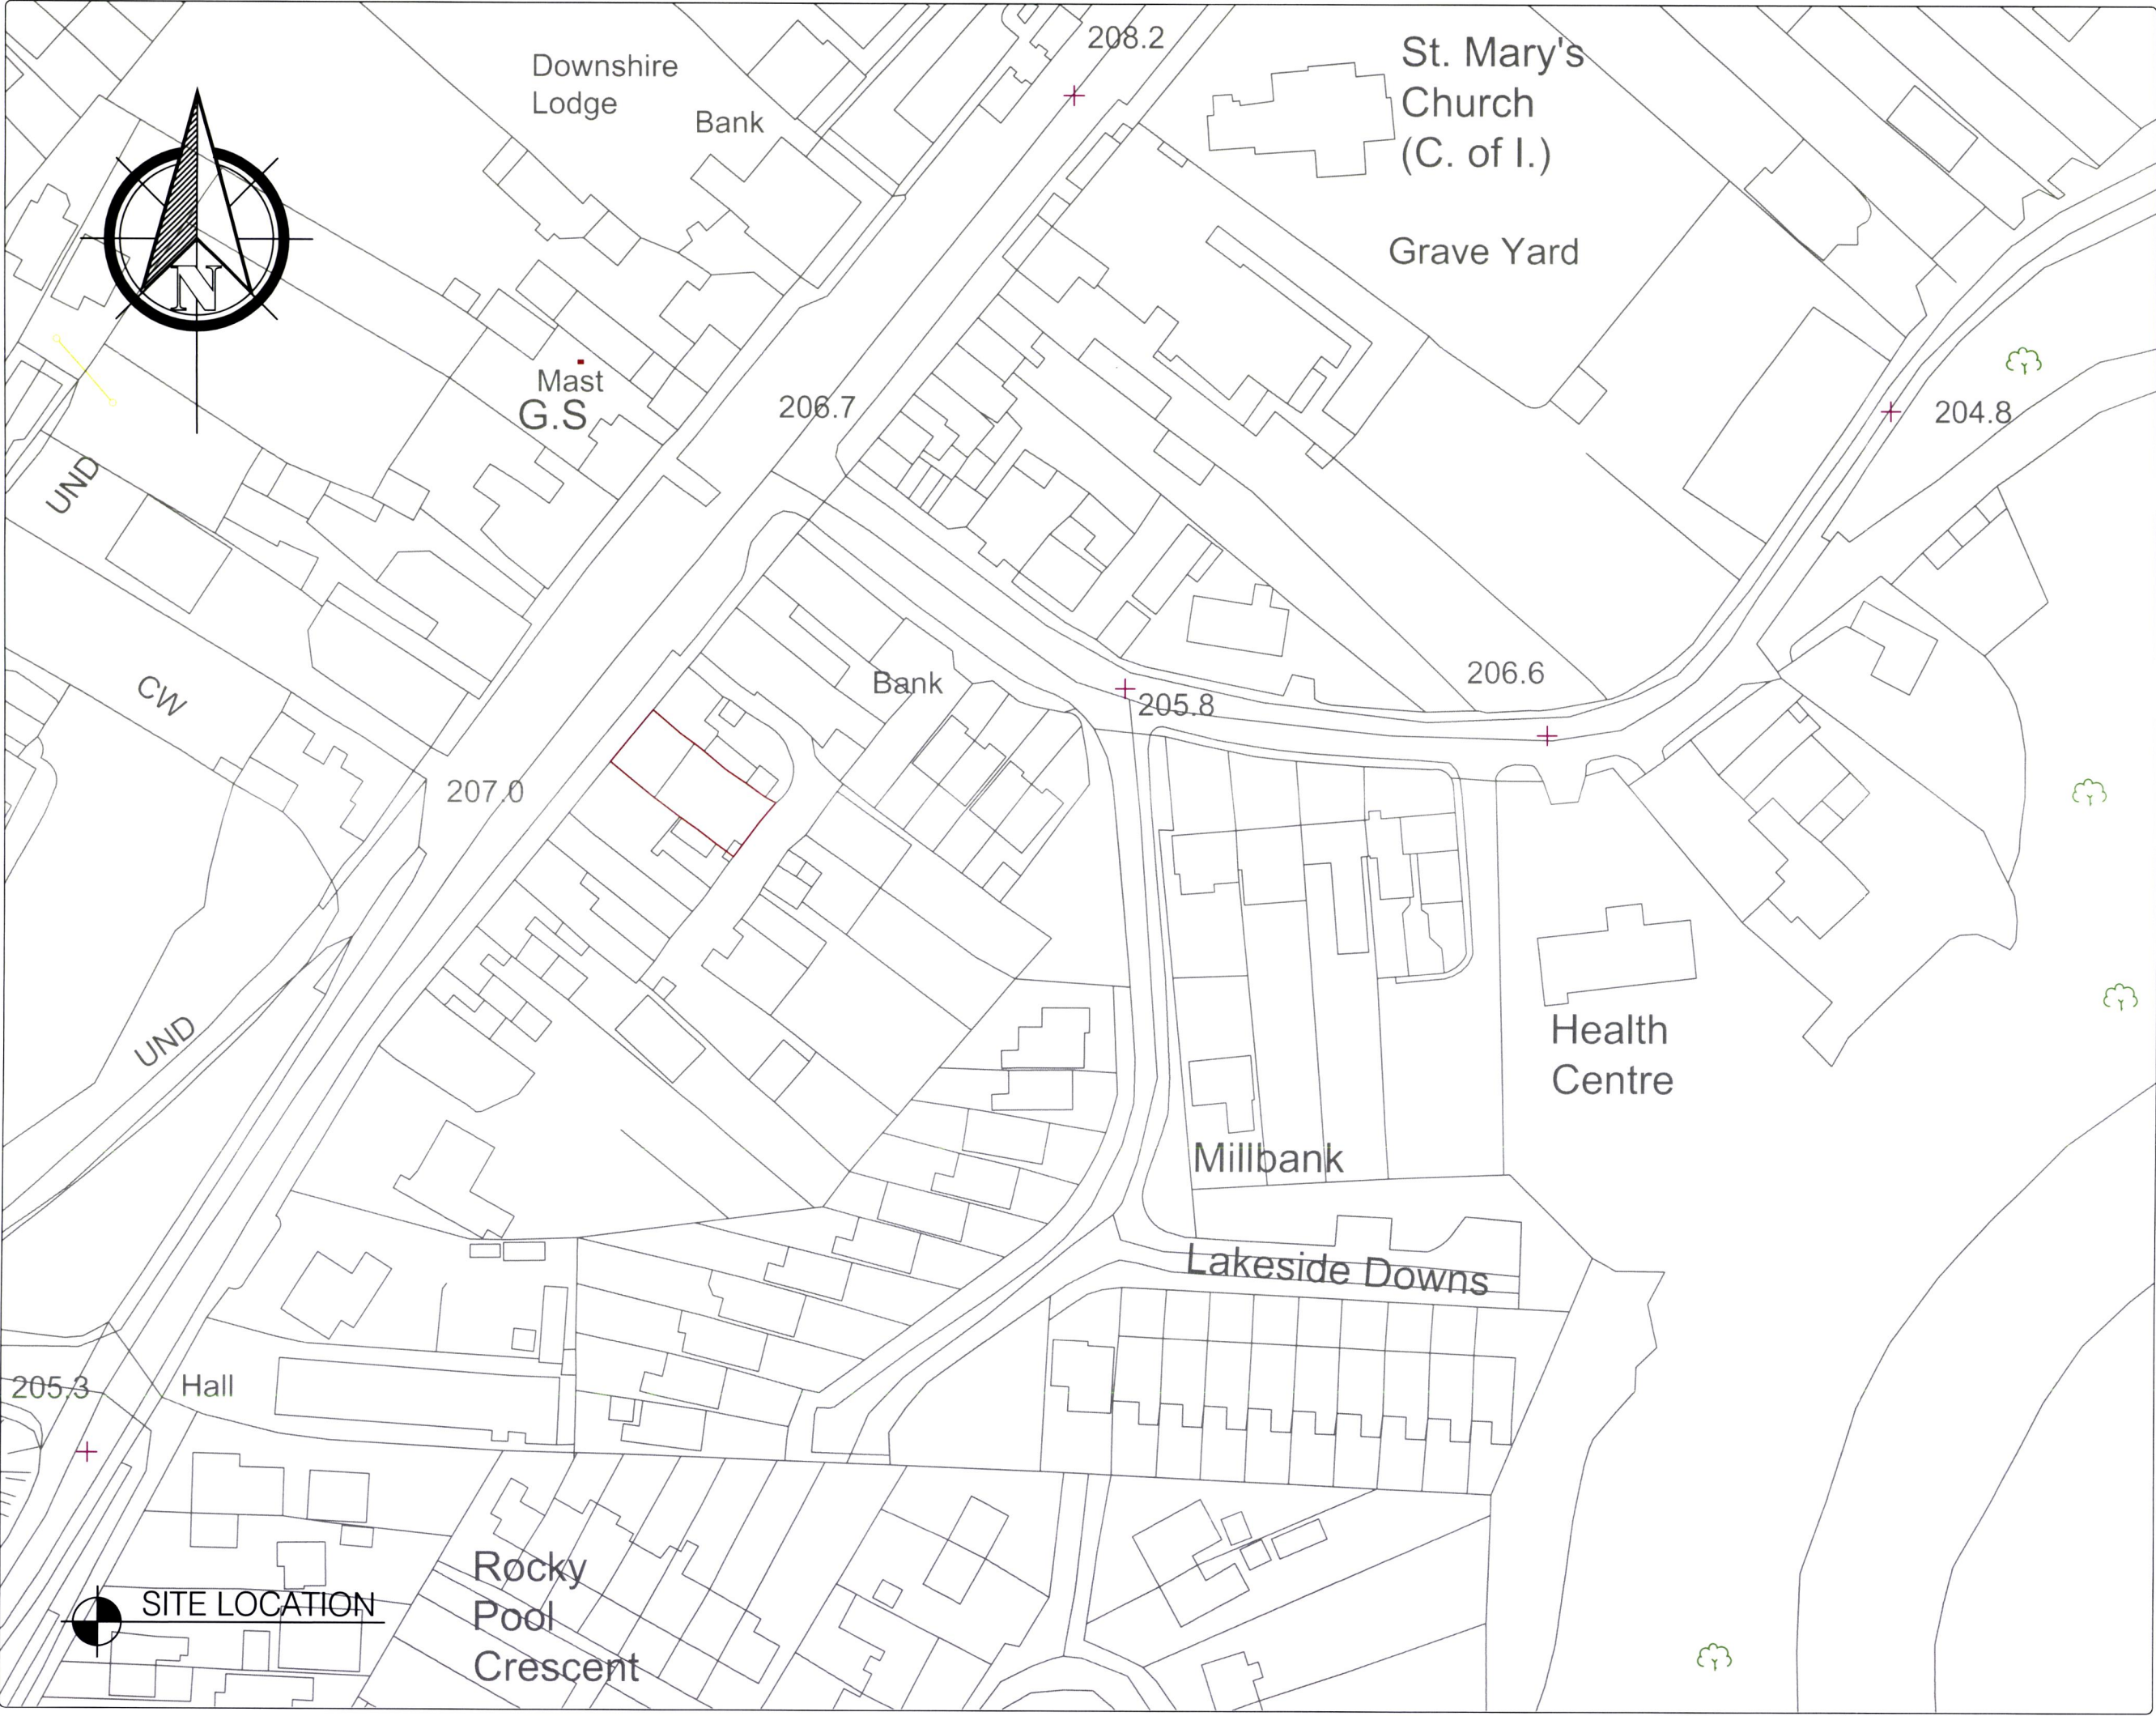 208.2
Downshire
Lodge
Bank
St. Mary's
Church
(C. of I.)
Grave Yard
N
Mast
G.S
206.7
204.8
UND
CW
Bank
206.6
205.8
207.0
UND
Health
Centre
Millbank
Lakeside Downs
205.3
Hall
Rocky
Pool
Crescent
SITE LOCATION